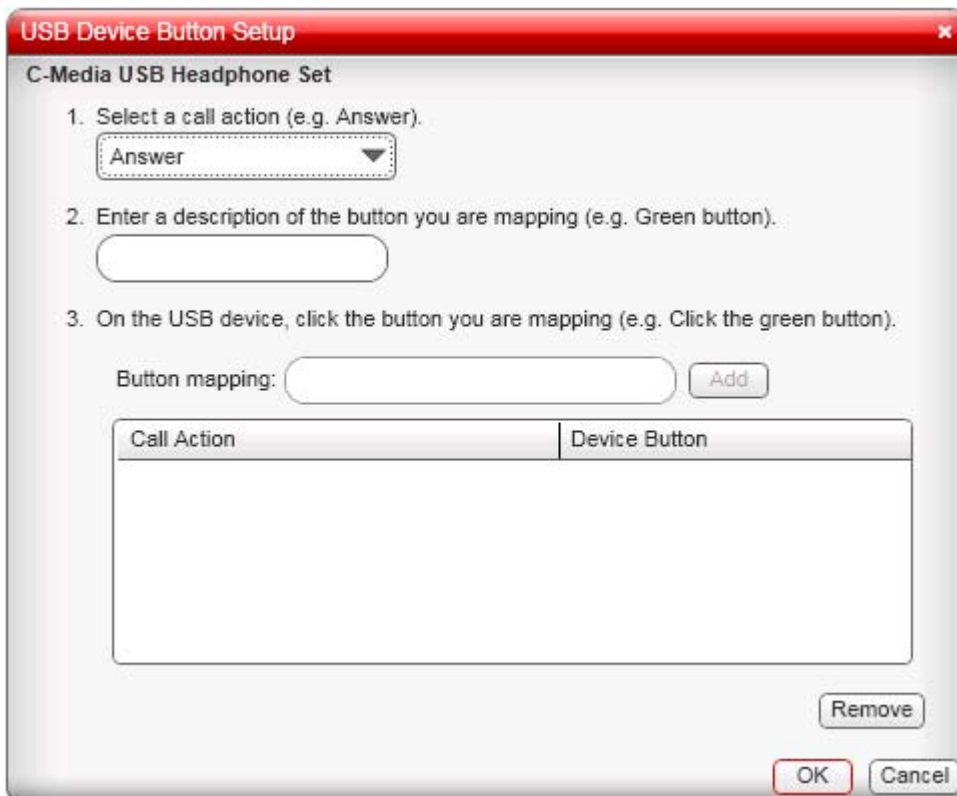 USB Device Button Setup
C-Media USB Headphone Set
1. Select a call action (e.g. Answer).
Answer
2. Enter a description of the button you are mapping (e.g. Green button).
3. On the USB device, click the button you are mapping (e.g. Click the green button).
Button mapping: Add
Call Action Device Button
Remove
OK Cancel